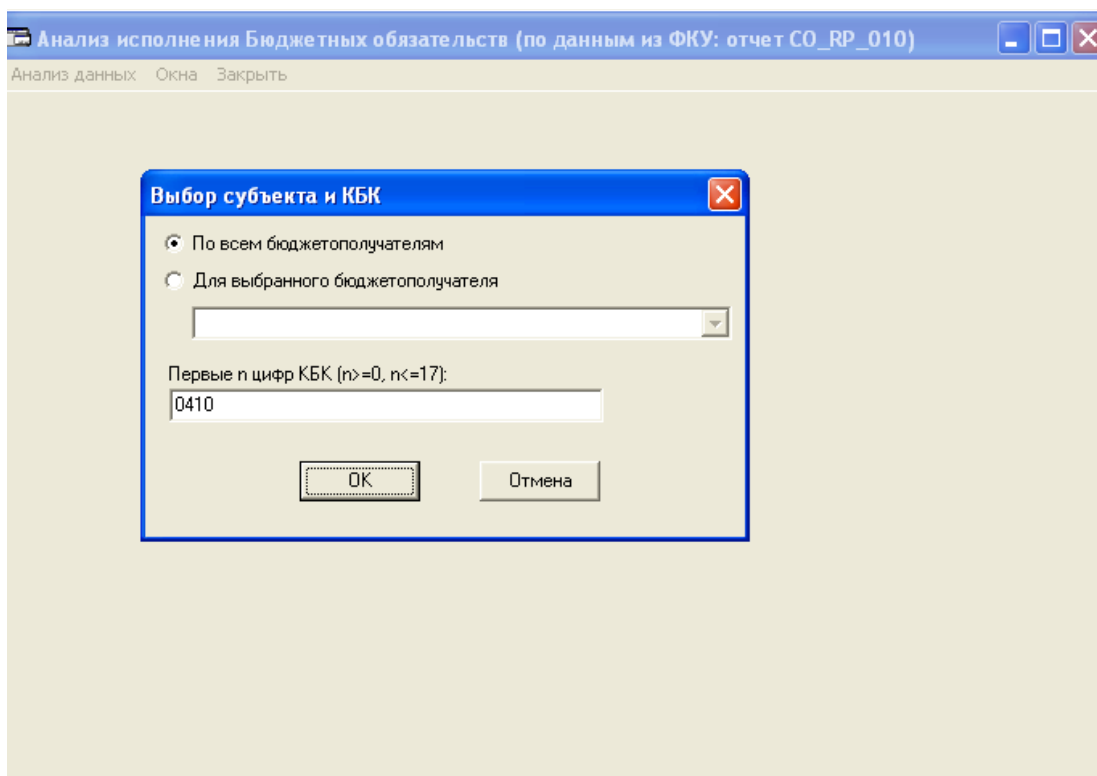 Анализ исполнения Бюджетных обязательств (по данным из ФКУ: отчет CO_RP_010)
Анализ данных Окна Закрыть
Выбор субъекта и КБК
По всем бюджетополучателям
Для выбранного бюджетополучателя
Первые n цифр КБК (n>=0, n<=17):
0410
OK Отмена